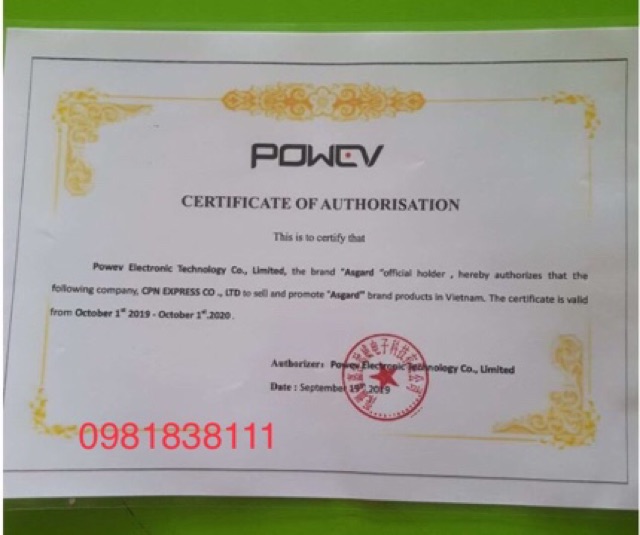 POWEV
CERTIFICATE OF AUTHORISATION
This is to certify that
Powev Electronic Technology Co., Limited, the brand "Asgard "official holder , hereby authorizes that the
following company, CPN EXPRESS CO ., LTD to sell and promote "Asgard" brand products in Vietnam. The certificate is valid
from October 1st 2019 - October 1st.2020 .
Authorizer: Powev Electronic Technology Co., Limited
Date : September 19st,2019
0981838111